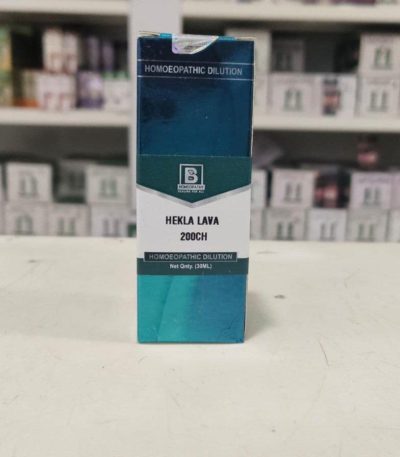 HOMOEOPATHIC DILUTION
B
HEKLA LAVA
200CH
HOMOEOPATHIC DILUTION
Net Qnty. (30ML)